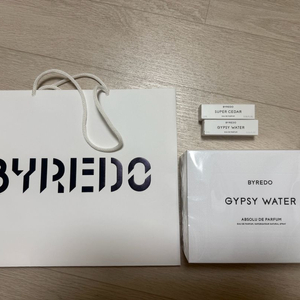 BYREDO
BYREDO
SUPER CEDAR
BYREDO
GYPSY WATER
BYREDO
GYPSY WATER
ABSOLU DE PARFUM